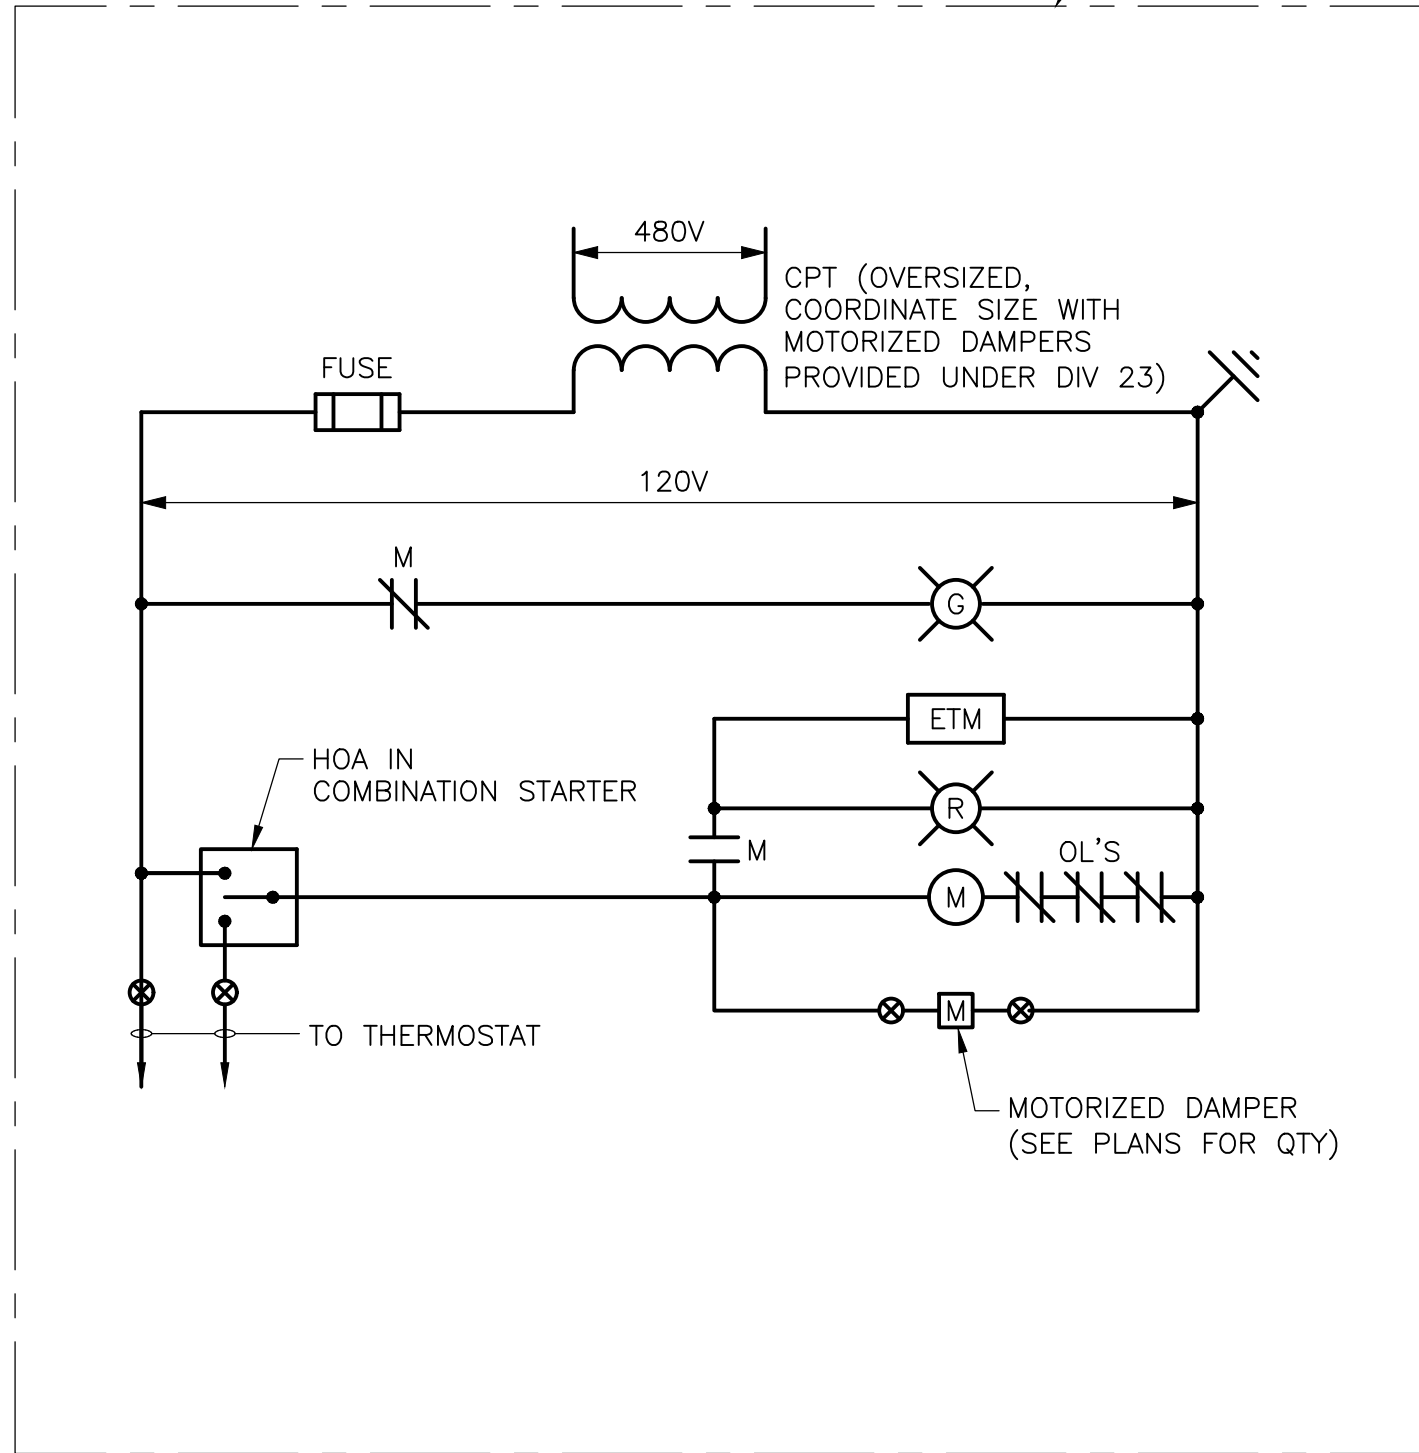 480V
CPT (OVERSIZED,
COORDINATE SIZE WITH
MOTORIZED DAMPERS
PROVIDED UNDER DIV 23)
FUSE
120V
M
G
ETM
HOA IN
COMBINATION STARTER
R
M
OL'S
M
M
TO THERMOSTAT
MOTORIZED DAMPER
(SEE PLANS FOR QTY)